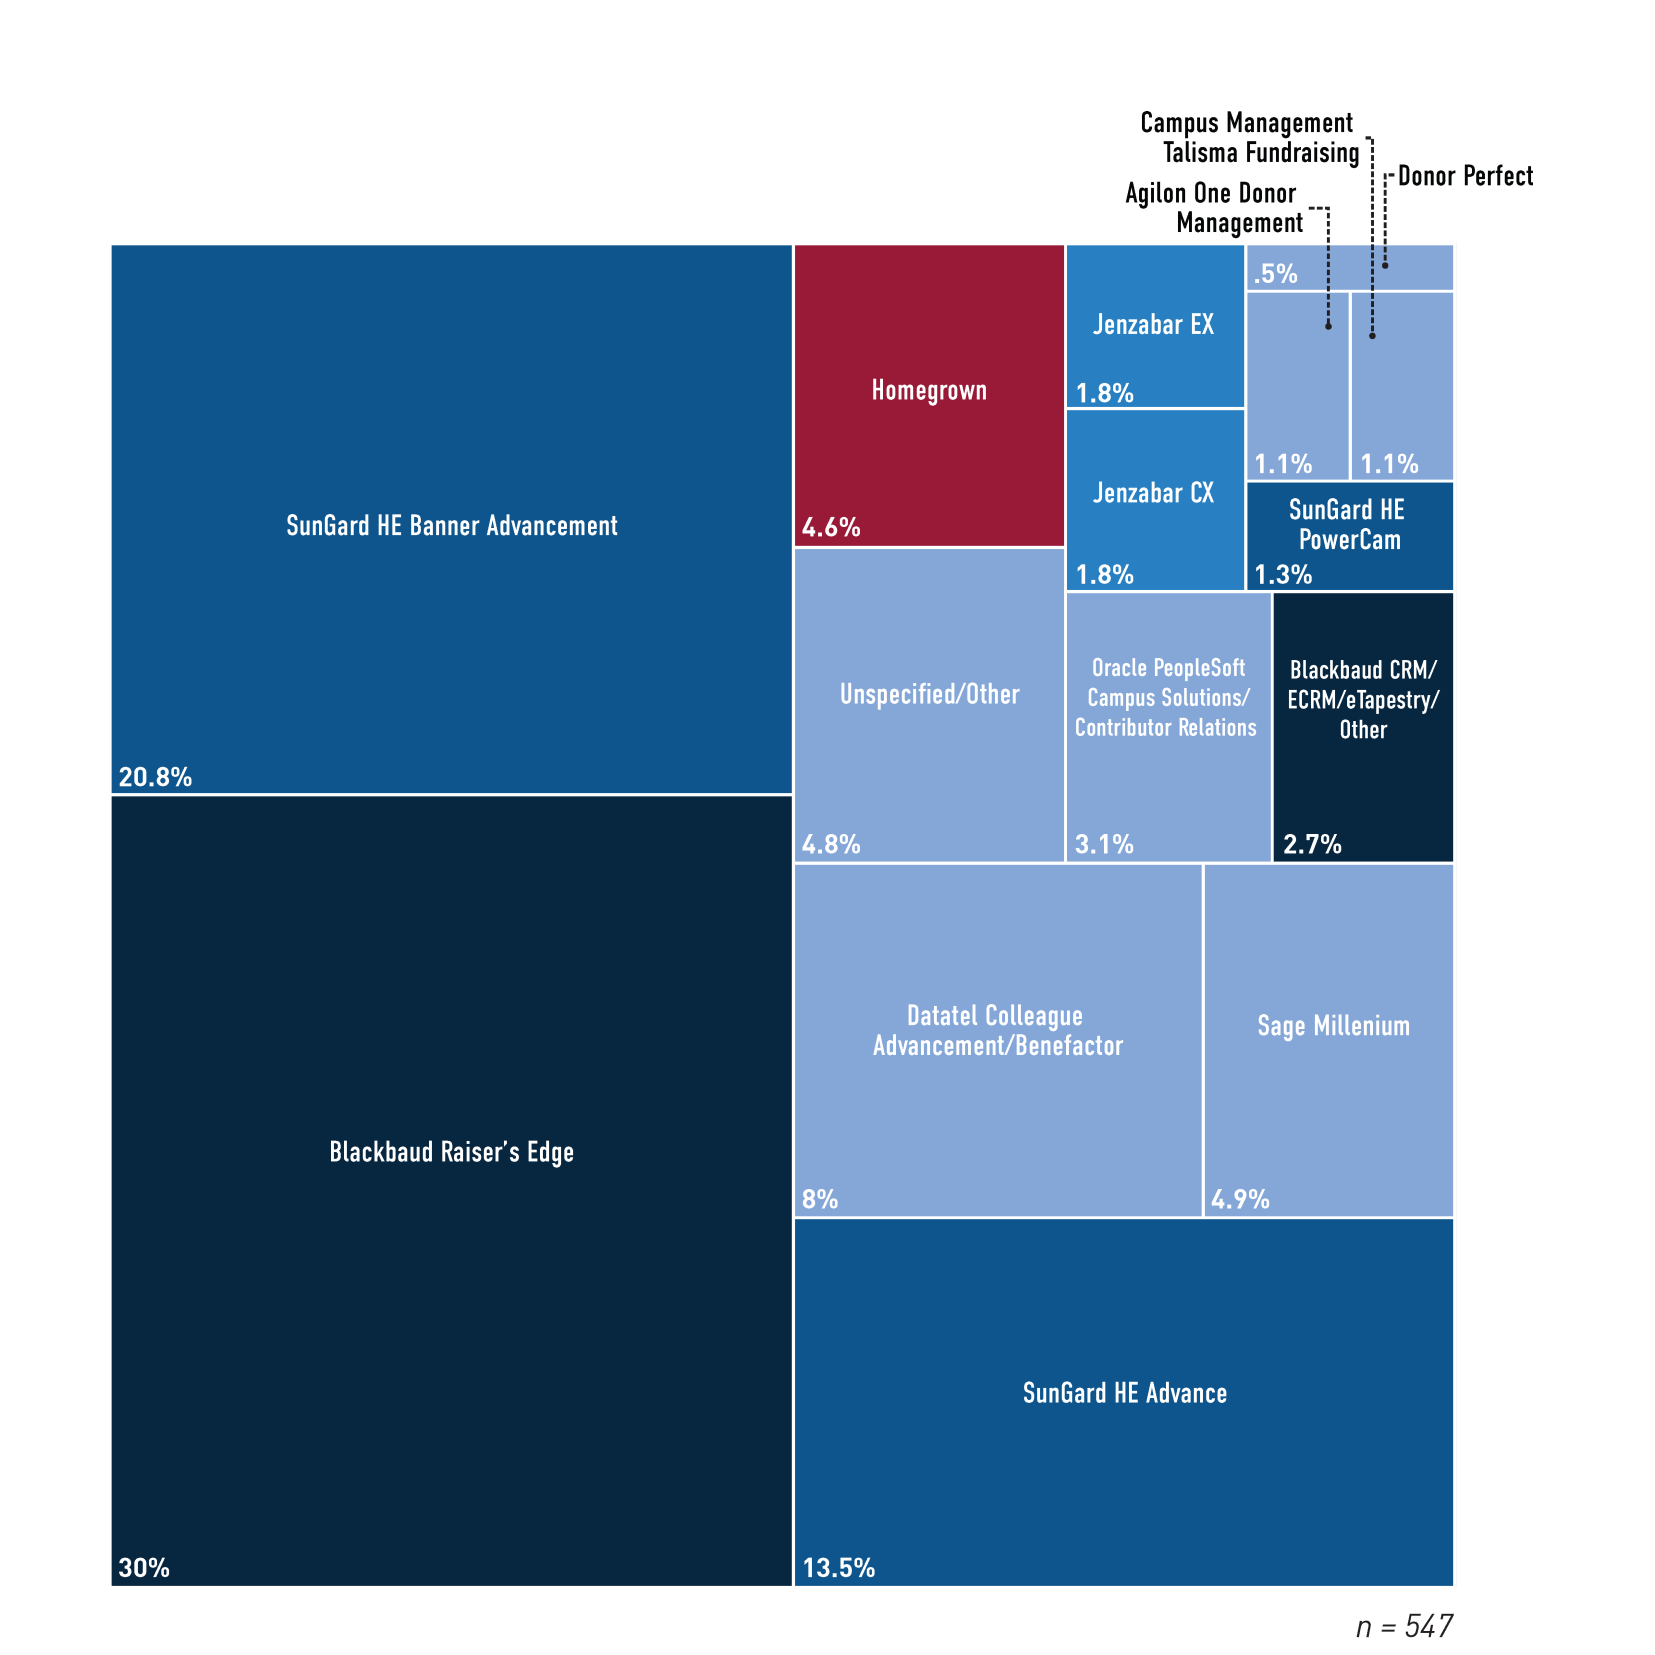 Campus Management
Talisma Fundraising
Donor Perfect
Agilon One Donor
Management
SunGard HE Banner Advancement
20.8%
Homegrown
4.6%
Jenzabar EX
1.8%
.5%
1.1%
1.1%
Jenzabar CX
1.8%
SunGard HE
PowerCam
1.3%
Unspecified/Other
4.8%
Oracle PeopleSoft
Campus Solutions/
Contributor Relations
3.1%
Blackbaud CRM/
ECRM/eTapestry/
Other
2.7%
Blackbaud Raiser’s Edge
30%
Datatel Colleague
Advancement/Benefactor
8%
Sage Millenium
4.9%
SunGard HE Advance
13.5%
n = 547